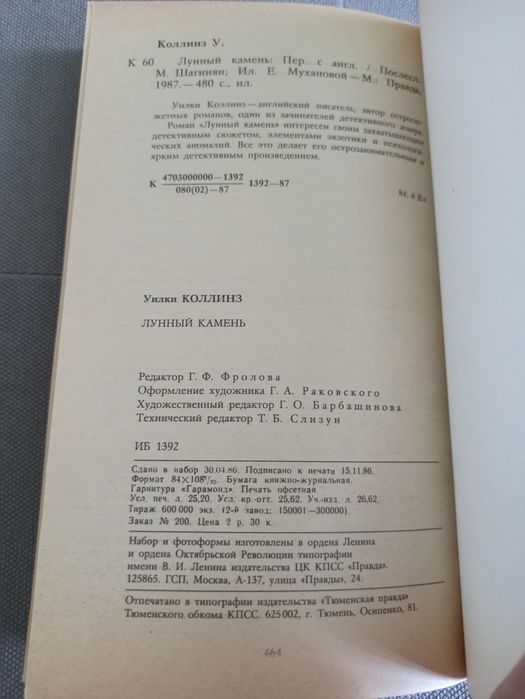 Коллинз У.
К 60 Лунный камень: Пер. с англ. / Послесл.
М. Шагинян; Ил. Е. Мухановой — М.: Правда,
1987. — 480 с., ил.
Уилки Коллинз — английский писатель, автор остросю-
жетных романов, один из зачинателей детективного жанра.
Роман «Лунный камень» интересен своим захватывающим
детективным сюжетом, элементами экзотики и психологи-
ческих аномалий. Все это делает его острозанимательным и
ярким детективным произведением.
К 4703000000—1392 1392—87
080(02)—87
84.4 Вл
Уилки КОЛЛИНЗ
ЛУННЫЙ КАМЕНЬ
Редактор Г. Ф. Фролова
Оформление художника Г. А. Раковского
Художественный редактор Г. О. Барбашинова
Технический редактор Т. Б. Слизун
ИБ 1392
Сдано в набор 30.04.86. Подписано к печати 15.11.86.
Формат 84×108¹/₃₂. Бумага книжно-журнальная.
Гарнитура «Гарамонд». Печать офсетная.
Усл. печ. л. 25,20. Усл. кр.-отт. 25,62. Уч.-изд. л. 26,62.
Тираж 600 000 экз. (2-й завод: 150001—300000).
Заказ № 200. Цена 2 р. 30 к.
Набор и фотоформы изготовлены в ордена Ленина
и ордена Октябрьской Революции типографии
имени В. И. Ленина издательства ЦК КПСС «Правда».
125865. ГСП, Москва, А-137, улица «Правды», 24.
Отпечатано в типографии издательства «Тюменская правда»
Тюменского обкома КПСС. 625002, г. Тюмень, Осипенко, 81.
464